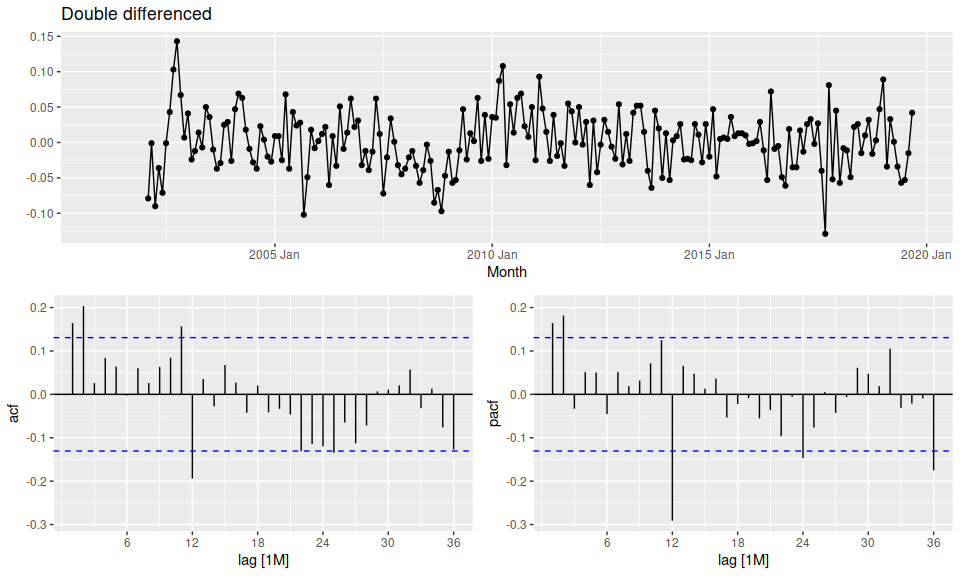 Double differenced
0.15
0.10
0.05
0.00
-0.05
-0.10
2005 Jan 2010 Jan 2015 Jan 2020 Jan
Month
0.2
0.1
0.0
-0.1
-0.2
-0.3
acf
6 12 18 24 30 36
lag [1M]
0.2
0.1
0.0
-0.1
-0.2
-0.3
pacf
6 12 18 24 30 36
lag [1M]